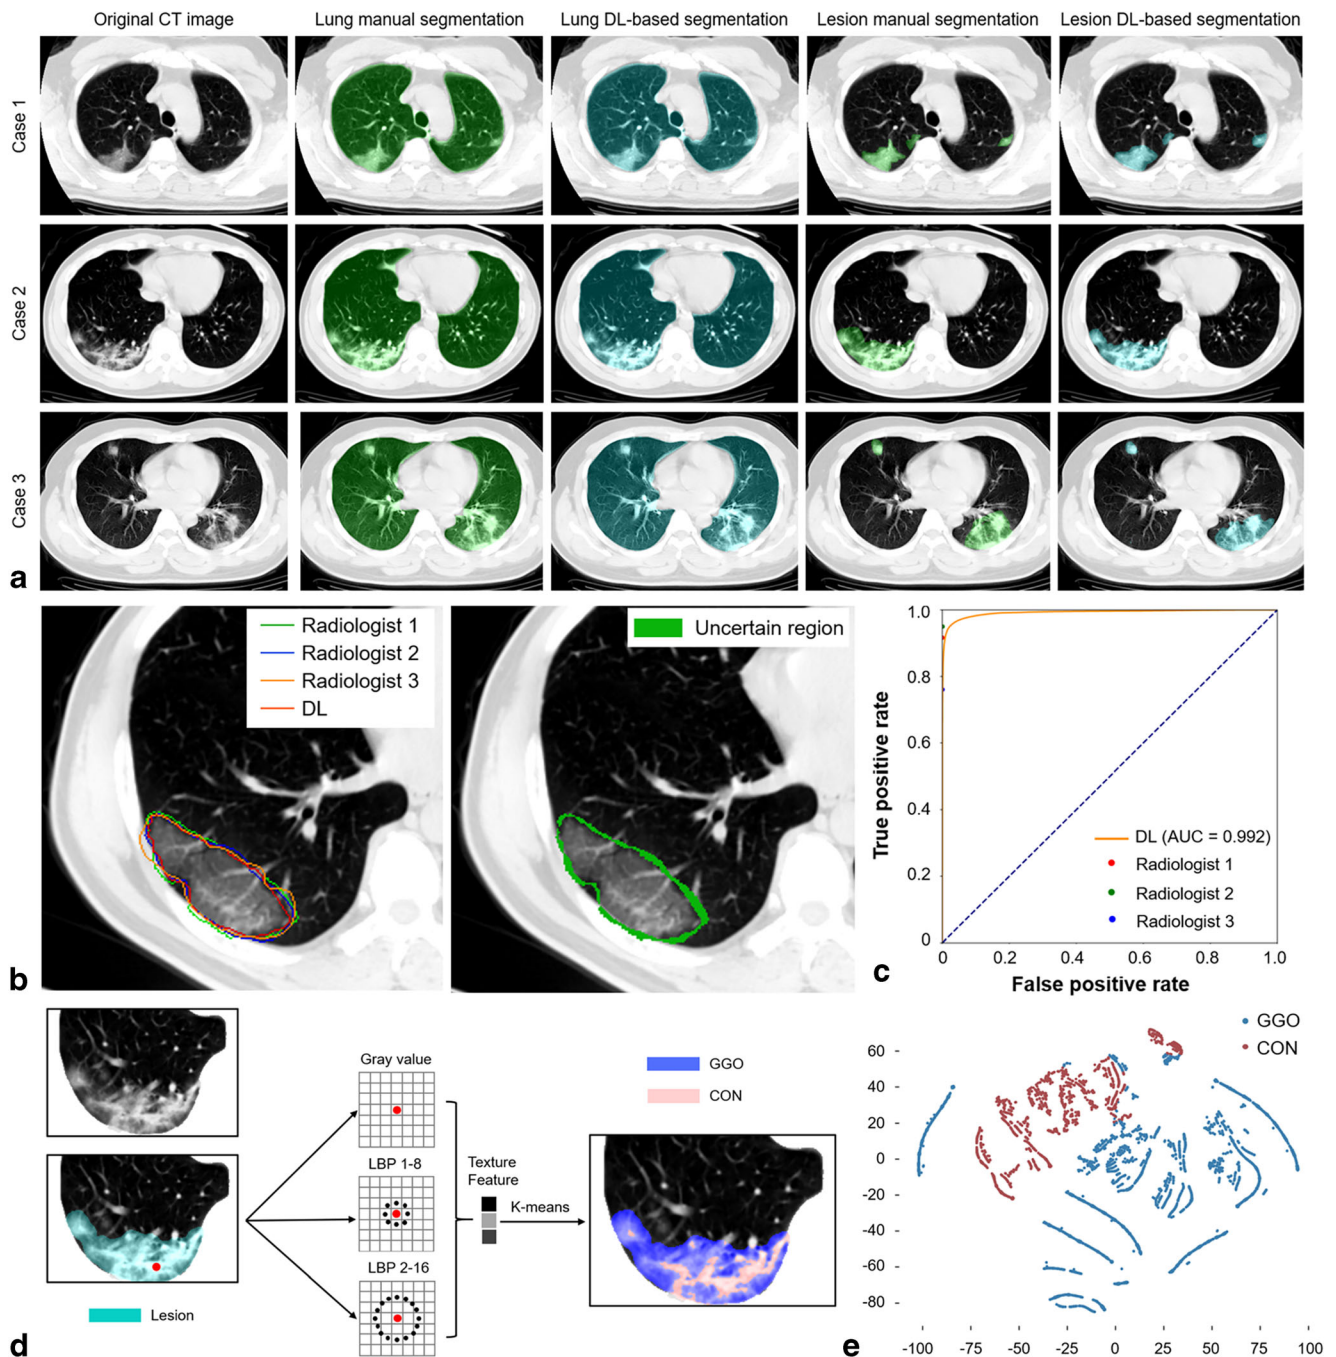 Original CT image
Lung manual segmentation
Lung DL-based segmentation
Lesion manual segmentation
Lesion DL-based segmentation
Case 1
Case 2
Case 3
a
Radiologist 1
Radiologist 2
Radiologist 3
DL
Uncertain region
b
1.0
0.8
0.6
0.4
0.2
0
True positive rate
DL (AUC = 0.992)
Radiologist 1
Radiologist 2
Radiologist 3
0 0.2 0.4 0.6 0.8 1.0
False positive rate
c
Lesion
Gray value
LBP 1-8
LBP 2-16
Texture
Feature
K-means
GGO
CON
d
GGO
CON
60
40
20
0
-20
-40
-60
-80
-100 -75 -50 -25 0 25 50 75 100
e